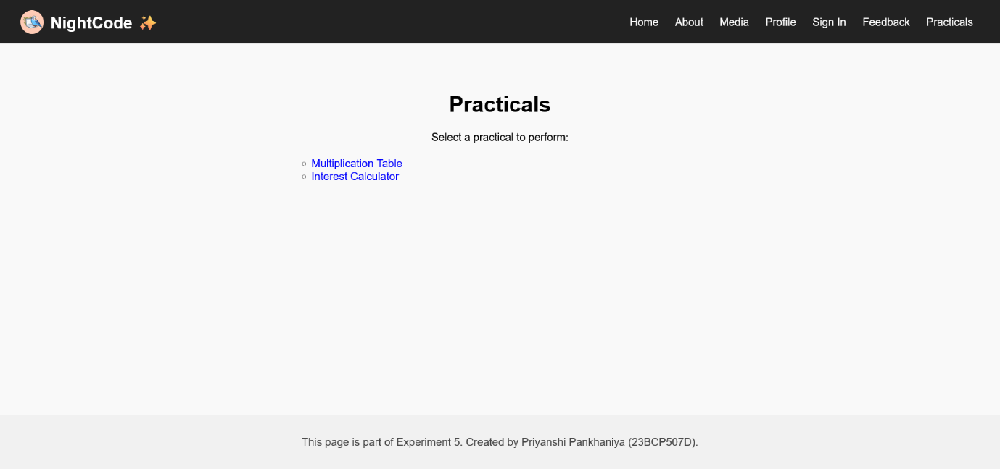 NightCode ✨
Home About Media Profile Sign In Feedback Practicals
Practicals
Select a practical to perform:
Multiplication Table
Interest Calculator
This page is part of Experiment 5. Created by Priyanshi Pankhaniya (23BCP507D).